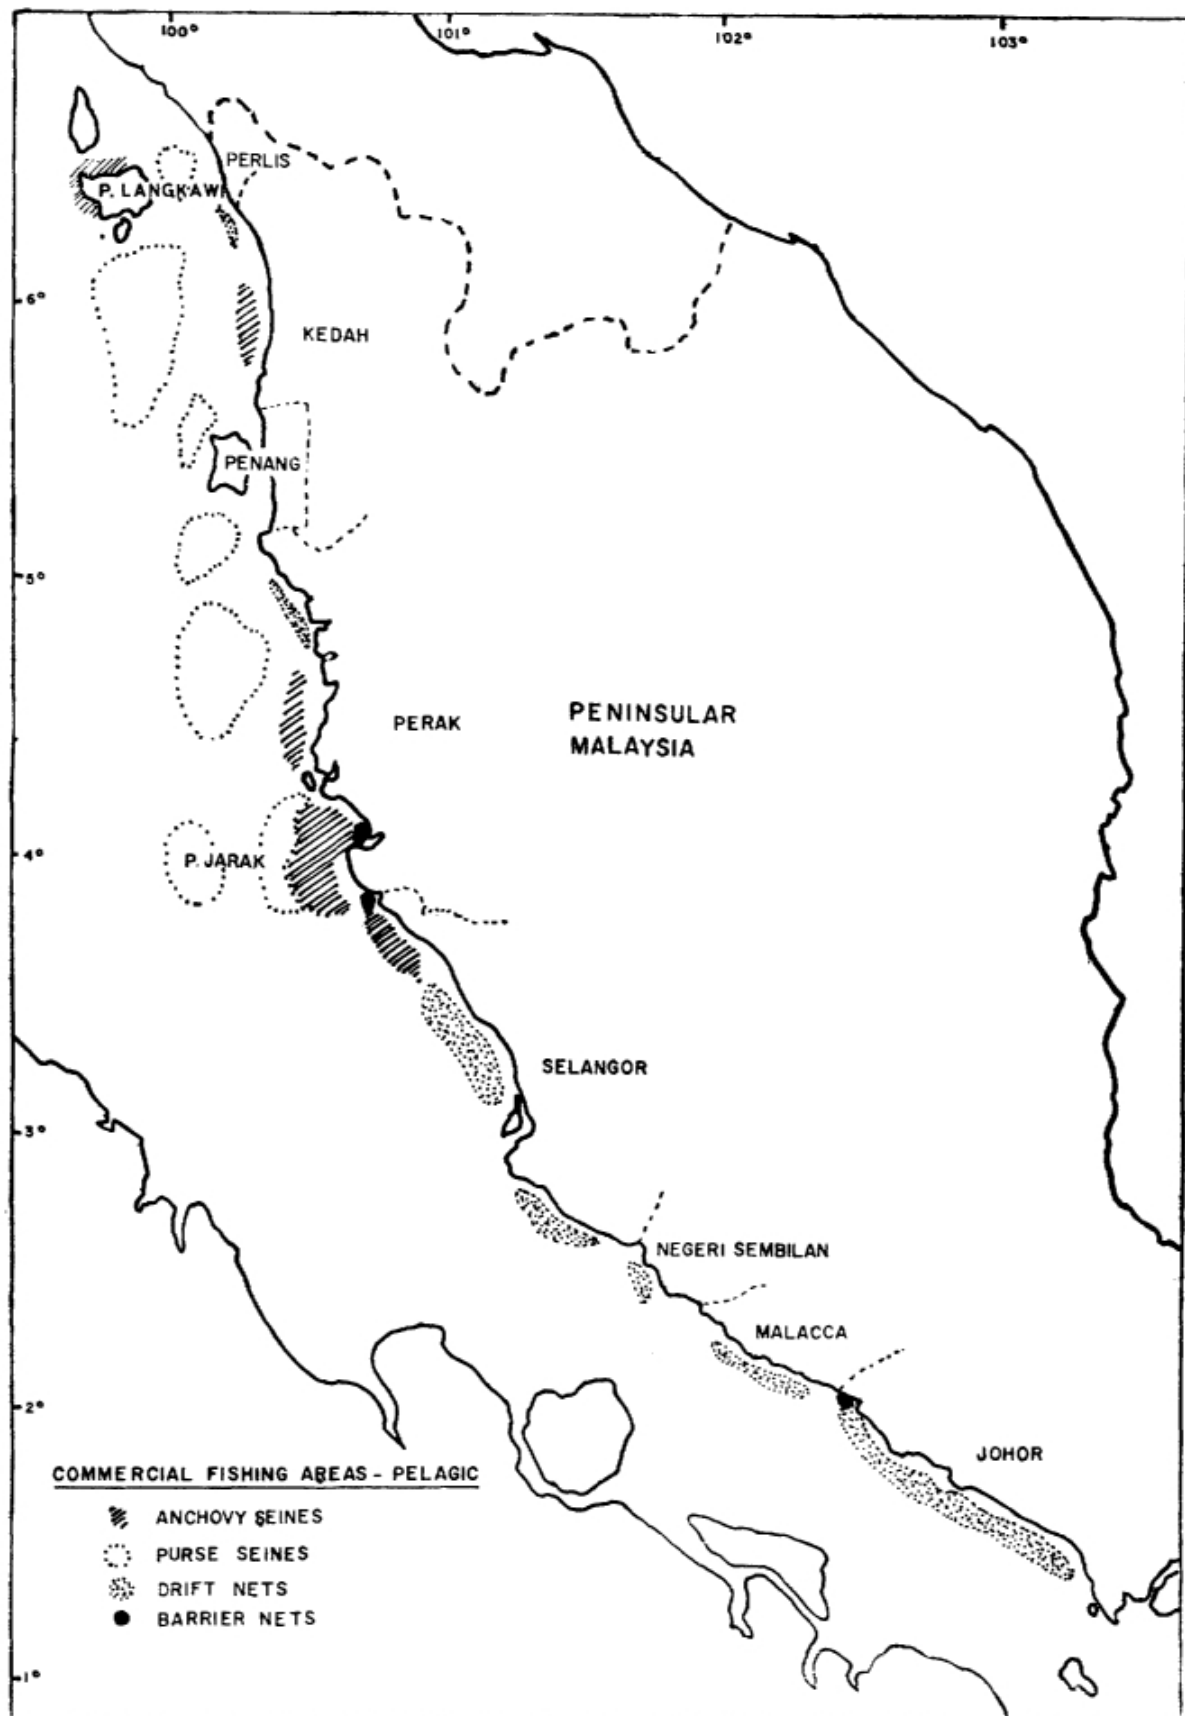 100° 101° 102° 103°
PERLIS
P. LANGKAWI
6°
KEDAH
PENANG
5°
PERAK
PENINSULAR
MALAYSIA
4°
P. JARAK
SELANGOR
3°
NEGERI SEMBILAN
MALACCA
2°
JOHOR
COMMERCIAL FISHING AREAS - PELAGIC
ANCHOVY SEINES
PURSE SEINES
DRIFT NETS
BARRIER NETS
1°